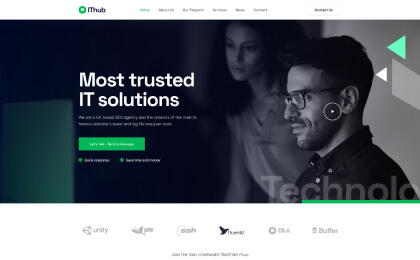 IThub
Home
About Us
Our Projects
Services
News
Contact
Contact Us
Most trusted
IT solutions
We are a UK based SEO agency and the creators of the main to
famous website crawler and log file analyser tools.
Let's talk - Send a message
Quick response
Save time and money
Technolo
unity
sish
fluentd
OLA
Buffer
JOIN THE 500+ COMPANIES TRUSTING IThub